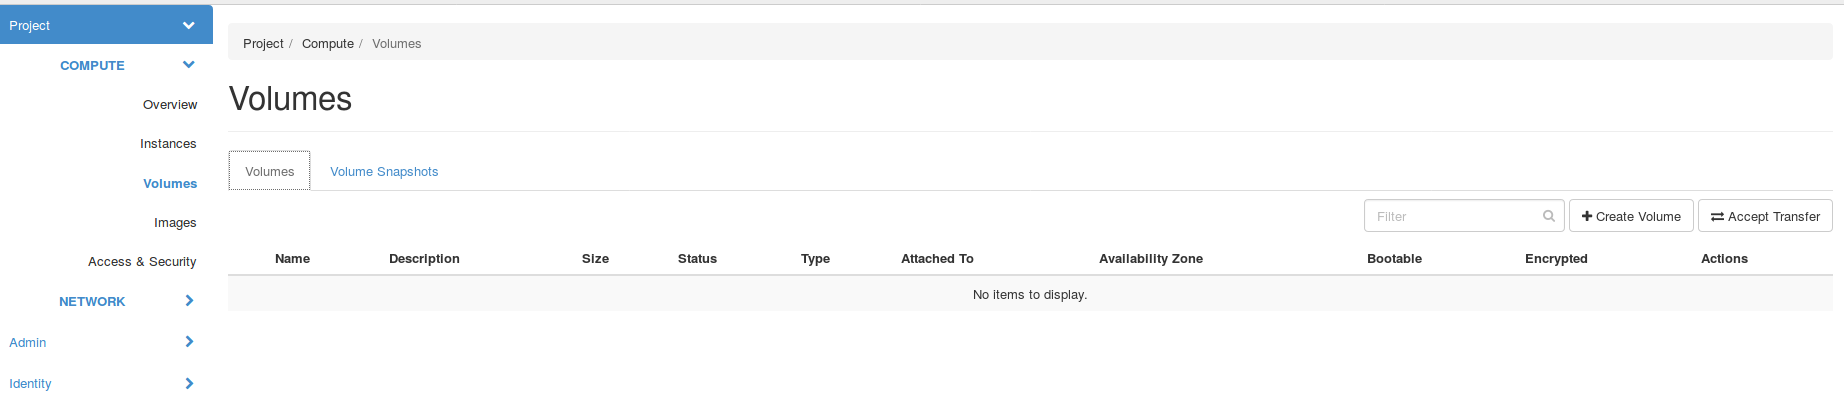 Project
COMPUTE
Overview
Instances
Volumes
Images
Access & Security
NETWORK
Admin
Identity
Project / Compute / Volumes
Volumes
Volumes Volume Snapshots
Filter Create Volume Accept Transfer
Name Description Size Status Type Attached To Availability Zone Bootable Encrypted Actions
No items to display.